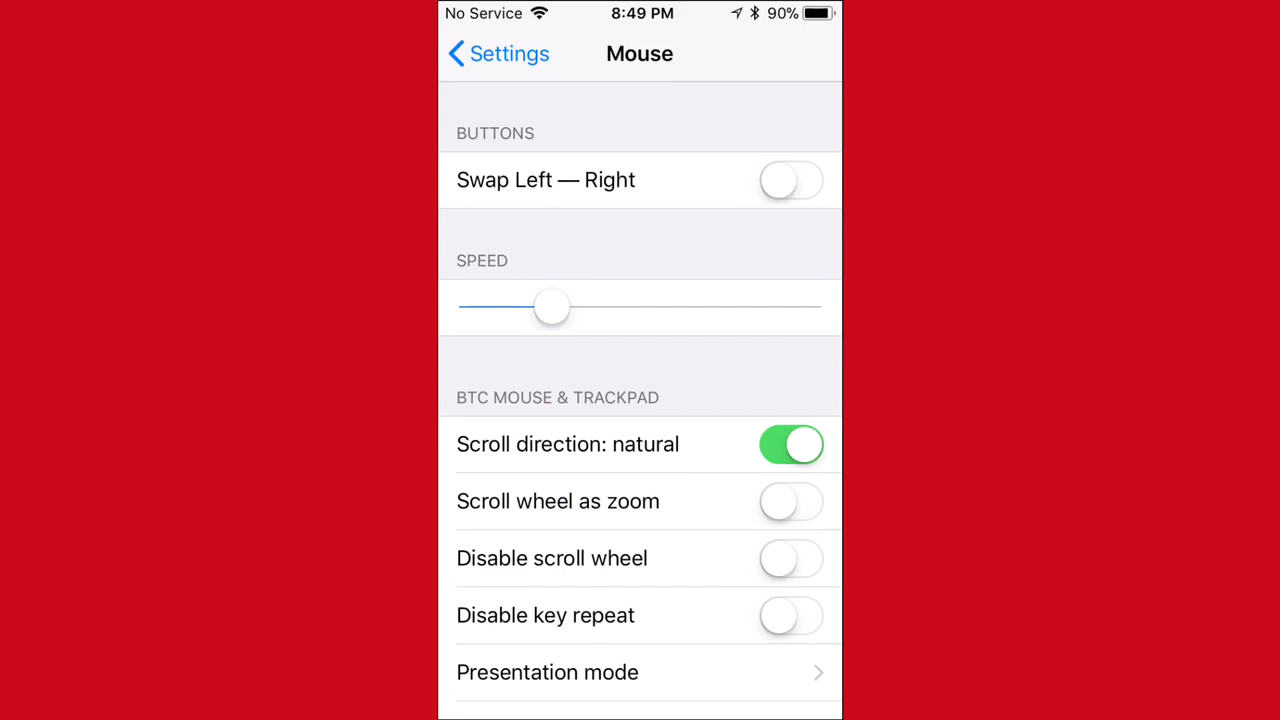 No Service 8:49 PM 90%
Settings Mouse
BUTTONS
Swap Left — Right
SPEED
BTC MOUSE & TRACKPAD
Scroll direction: natural
Scroll wheel as zoom
Disable scroll wheel
Disable key repeat
Presentation mode